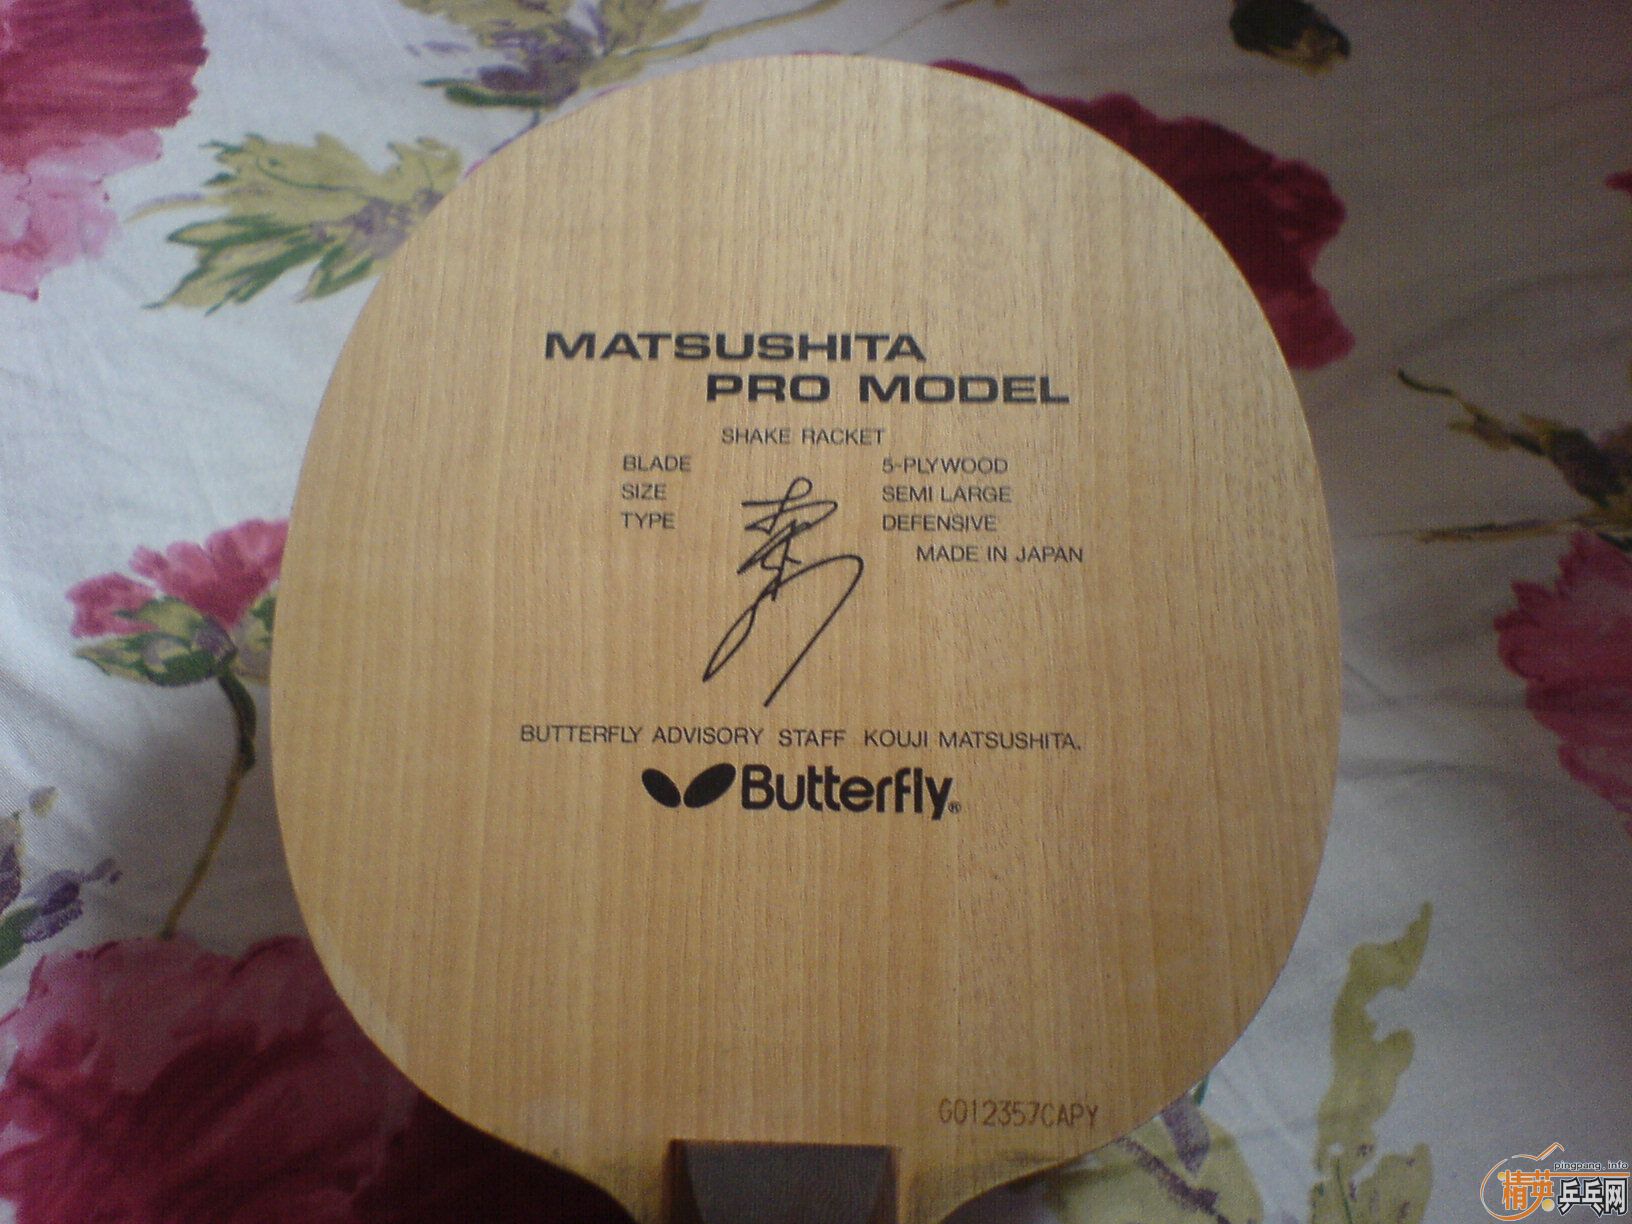 MATSUSHITA
PRO MODEL
SHAKE RACKET
BLADE 5-PLYWOOD
SIZE SEMI LARGE
TYPE DEFENSIVE
MADE IN JAPAN
BUTTERFLY ADVISORY STAFF KOUJI MATSUSHITA.
Butterfly®
G012357CAPY
pingpang.info
精英乒乓网